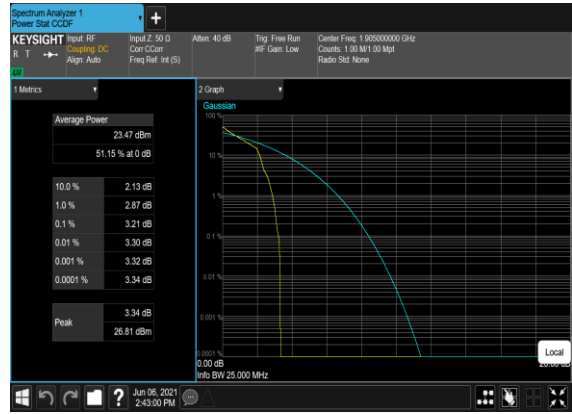 Spectrum Analyzer 1
Power Stat CCDF
KEYSIGHT
R T
Input: RF
Coupling: DC
Align: Auto
Input Z: 50 Ω
Corr CCorr
Freq Ref: Int (S)
Atten: 40 dB
Trig: Free Run
#IF Gain: Low
Center Freq: 1.905000000 GHz
Counts: 1.00 M/1.00 Mpt
Radio Std: None
1 Metrics
Average Power
23.47 dBm
51.15 % at 0 dB
10.0 % 2.13 dB
1.0 % 2.87 dB
0.1 % 3.21 dB
0.01 % 3.30 dB
0.001 % 3.32 dB
0.0001 % 3.34 dB
Peak
3.34 dB
26.81 dBm
2 Graph
Gaussian
100 %
10 %
1 %
0.1 %
0.01 %
0.001 %
0.0001 %
0.00 dB
Info BW 25.000 MHz
Local
Jun 06, 2021
2:43:00 PM